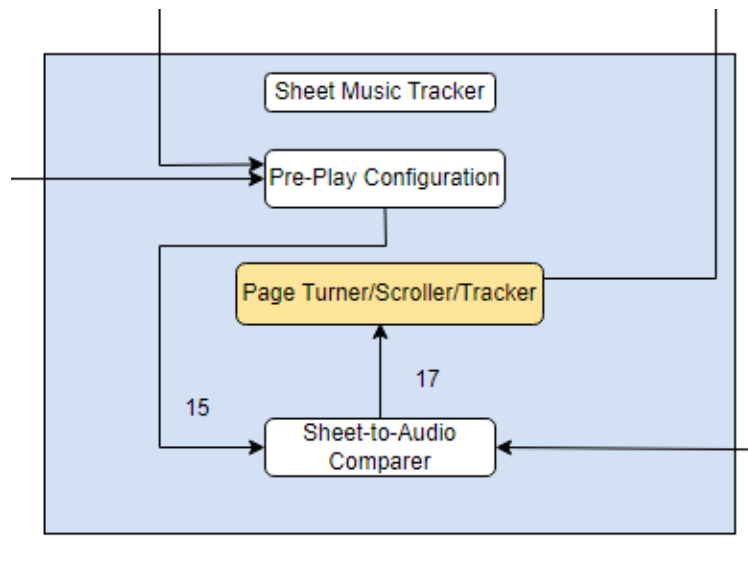 Sheet Music Tracker
Pre-Play Configuration
Page Turner/Scroller/Tracker
17
15
Sheet-to-Audio
Comparer